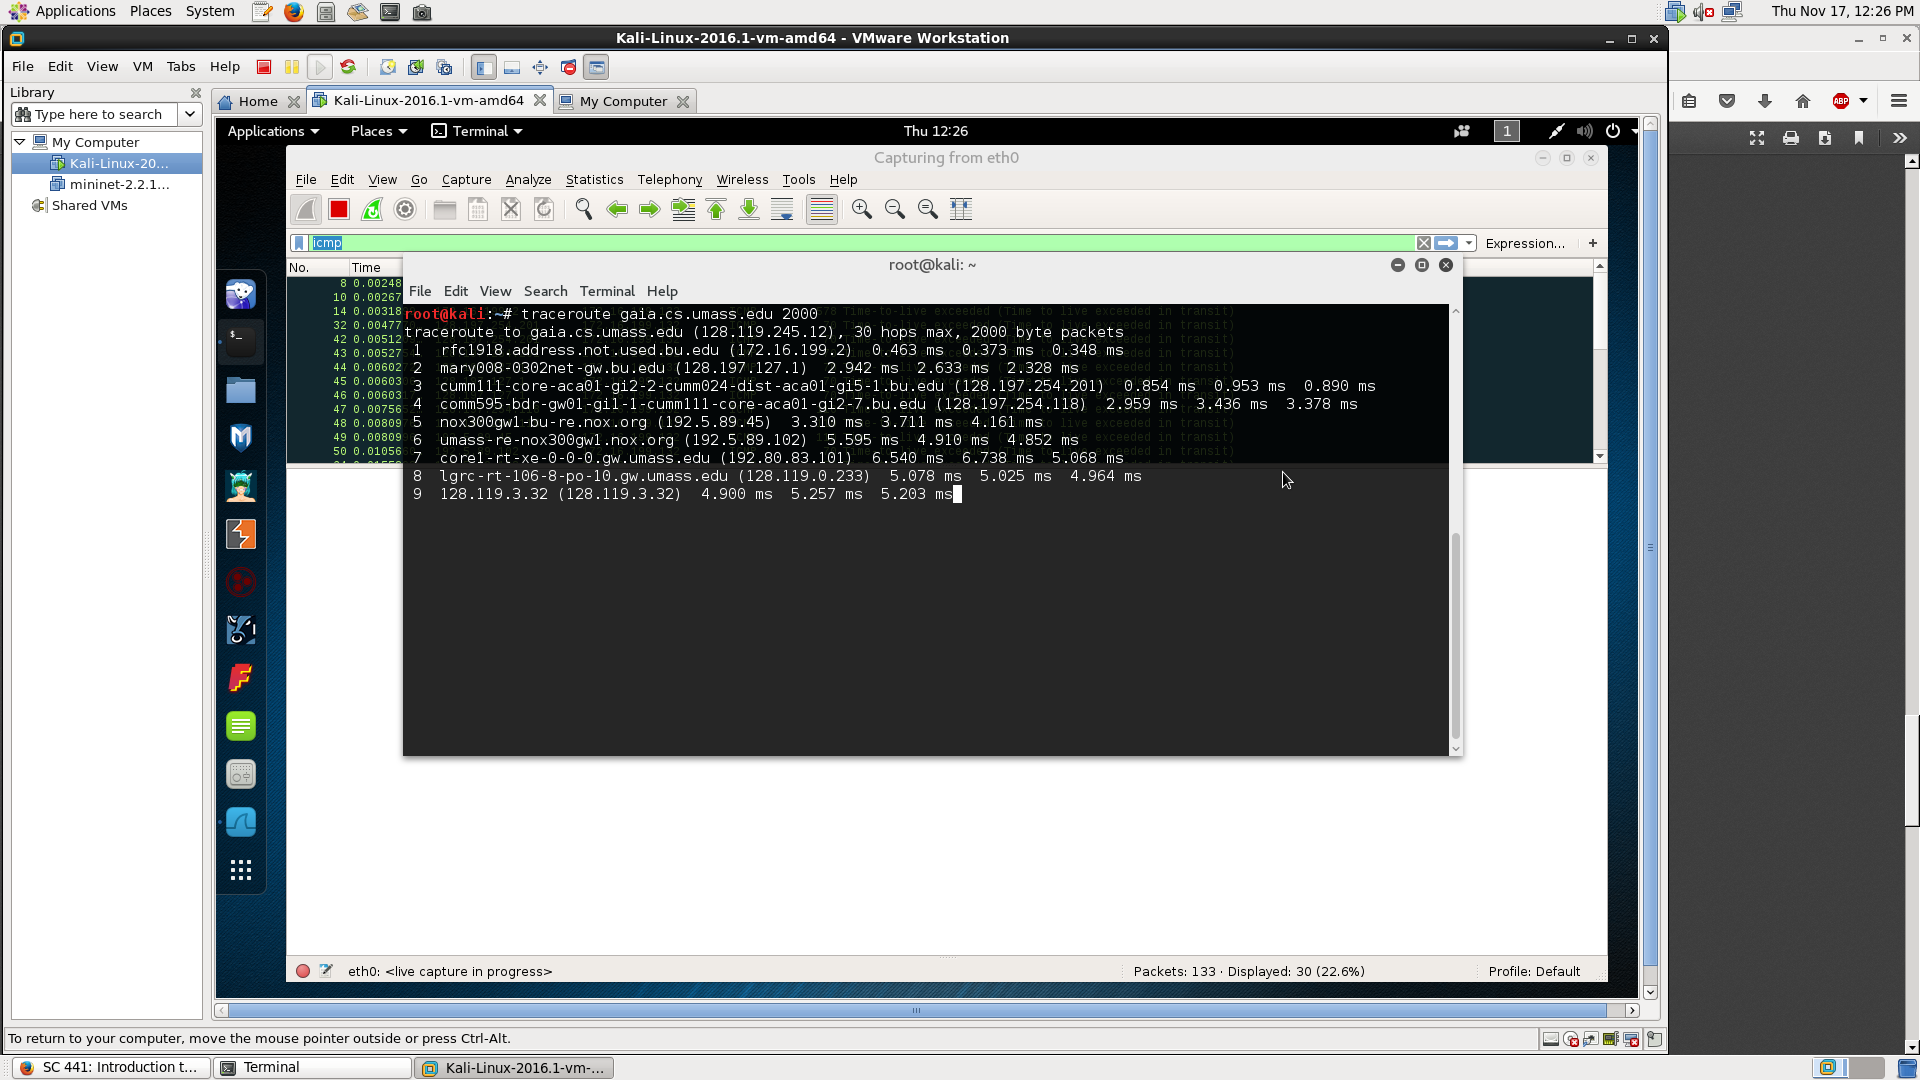 Applications Places System Thu Nov 17, 12:26 PM
Kali-Linux-2016.1-vm-amd64 - VMware Workstation
File Edit View VM Tabs Help
Library
Type here to search
My Computer
Kali-Linux-20...
mininet-2.2.1...
Shared VMs
Home Kali-Linux-2016.1-vm-amd64 My Computer
ABP
Applications Places Terminal Thu 12:26 1
Capturing from eth0
File Edit View Go Capture Analyze Statistics Telephony Wireless Tools Help
icmp Expression... +
No. Time
8 0.00248
10 0.00267
14 0.00318
32 0.00477
42 0.00512
43 0.00527
44 0.00602
45 0.00606
46 0.00603
47 0.00756
48 0.00809
49 0.00809
50 0.01056
root@kali: ~
File Edit View Search Terminal Help
root@kali:~# traceroute gaia.cs.umass.edu 2000
traceroute to gaia.cs.umass.edu (128.119.245.12), 30 hops max, 2000 byte packets
1 rfc1918.address.not.used.bu.edu (172.16.199.2) 0.463 ms 0.373 ms 0.348 ms
2 mary008-0302net-gw.bu.edu (128.197.127.1) 2.942 ms 2.633 ms 2.328 ms
3 cumm111-core-aca01-gi2-2-cumm024-dist-aca01-gi5-1.bu.edu (128.197.254.201) 0.854 ms 0.953 ms 0.890 ms
4 comm595-bdr-gw01-gi1-1-cumm111-core-aca01-gi2-7.bu.edu (128.197.254.118) 2.959 ms 3.436 ms 3.378 ms
5 nox300gw1-bu-re.nox.org (192.5.89.45) 3.310 ms 3.711 ms 4.161 ms
6 umass-re-nox300gw1.nox.org (192.5.89.102) 5.595 ms 4.910 ms 4.852 ms
7 core1-rt-xe-0-0-0.gw.umass.edu (192.80.83.101) 6.540 ms 6.738 ms 5.068 ms
8 lgrc-rt-106-8-po-10.gw.umass.edu (128.119.0.233) 5.078 ms 5.025 ms 4.964 ms
9 128.119.3.32 (128.119.3.32) 4.900 ms 5.257 ms 5.203 ms
eth0: <live capture in progress> Packets: 133 · Displayed: 30 (22.6%) Profile: Default
To return to your computer, move the mouse pointer outside or press Ctrl-Alt.
SC 441: Introduction t... Terminal Kali-Linux-2016.1-vm-...